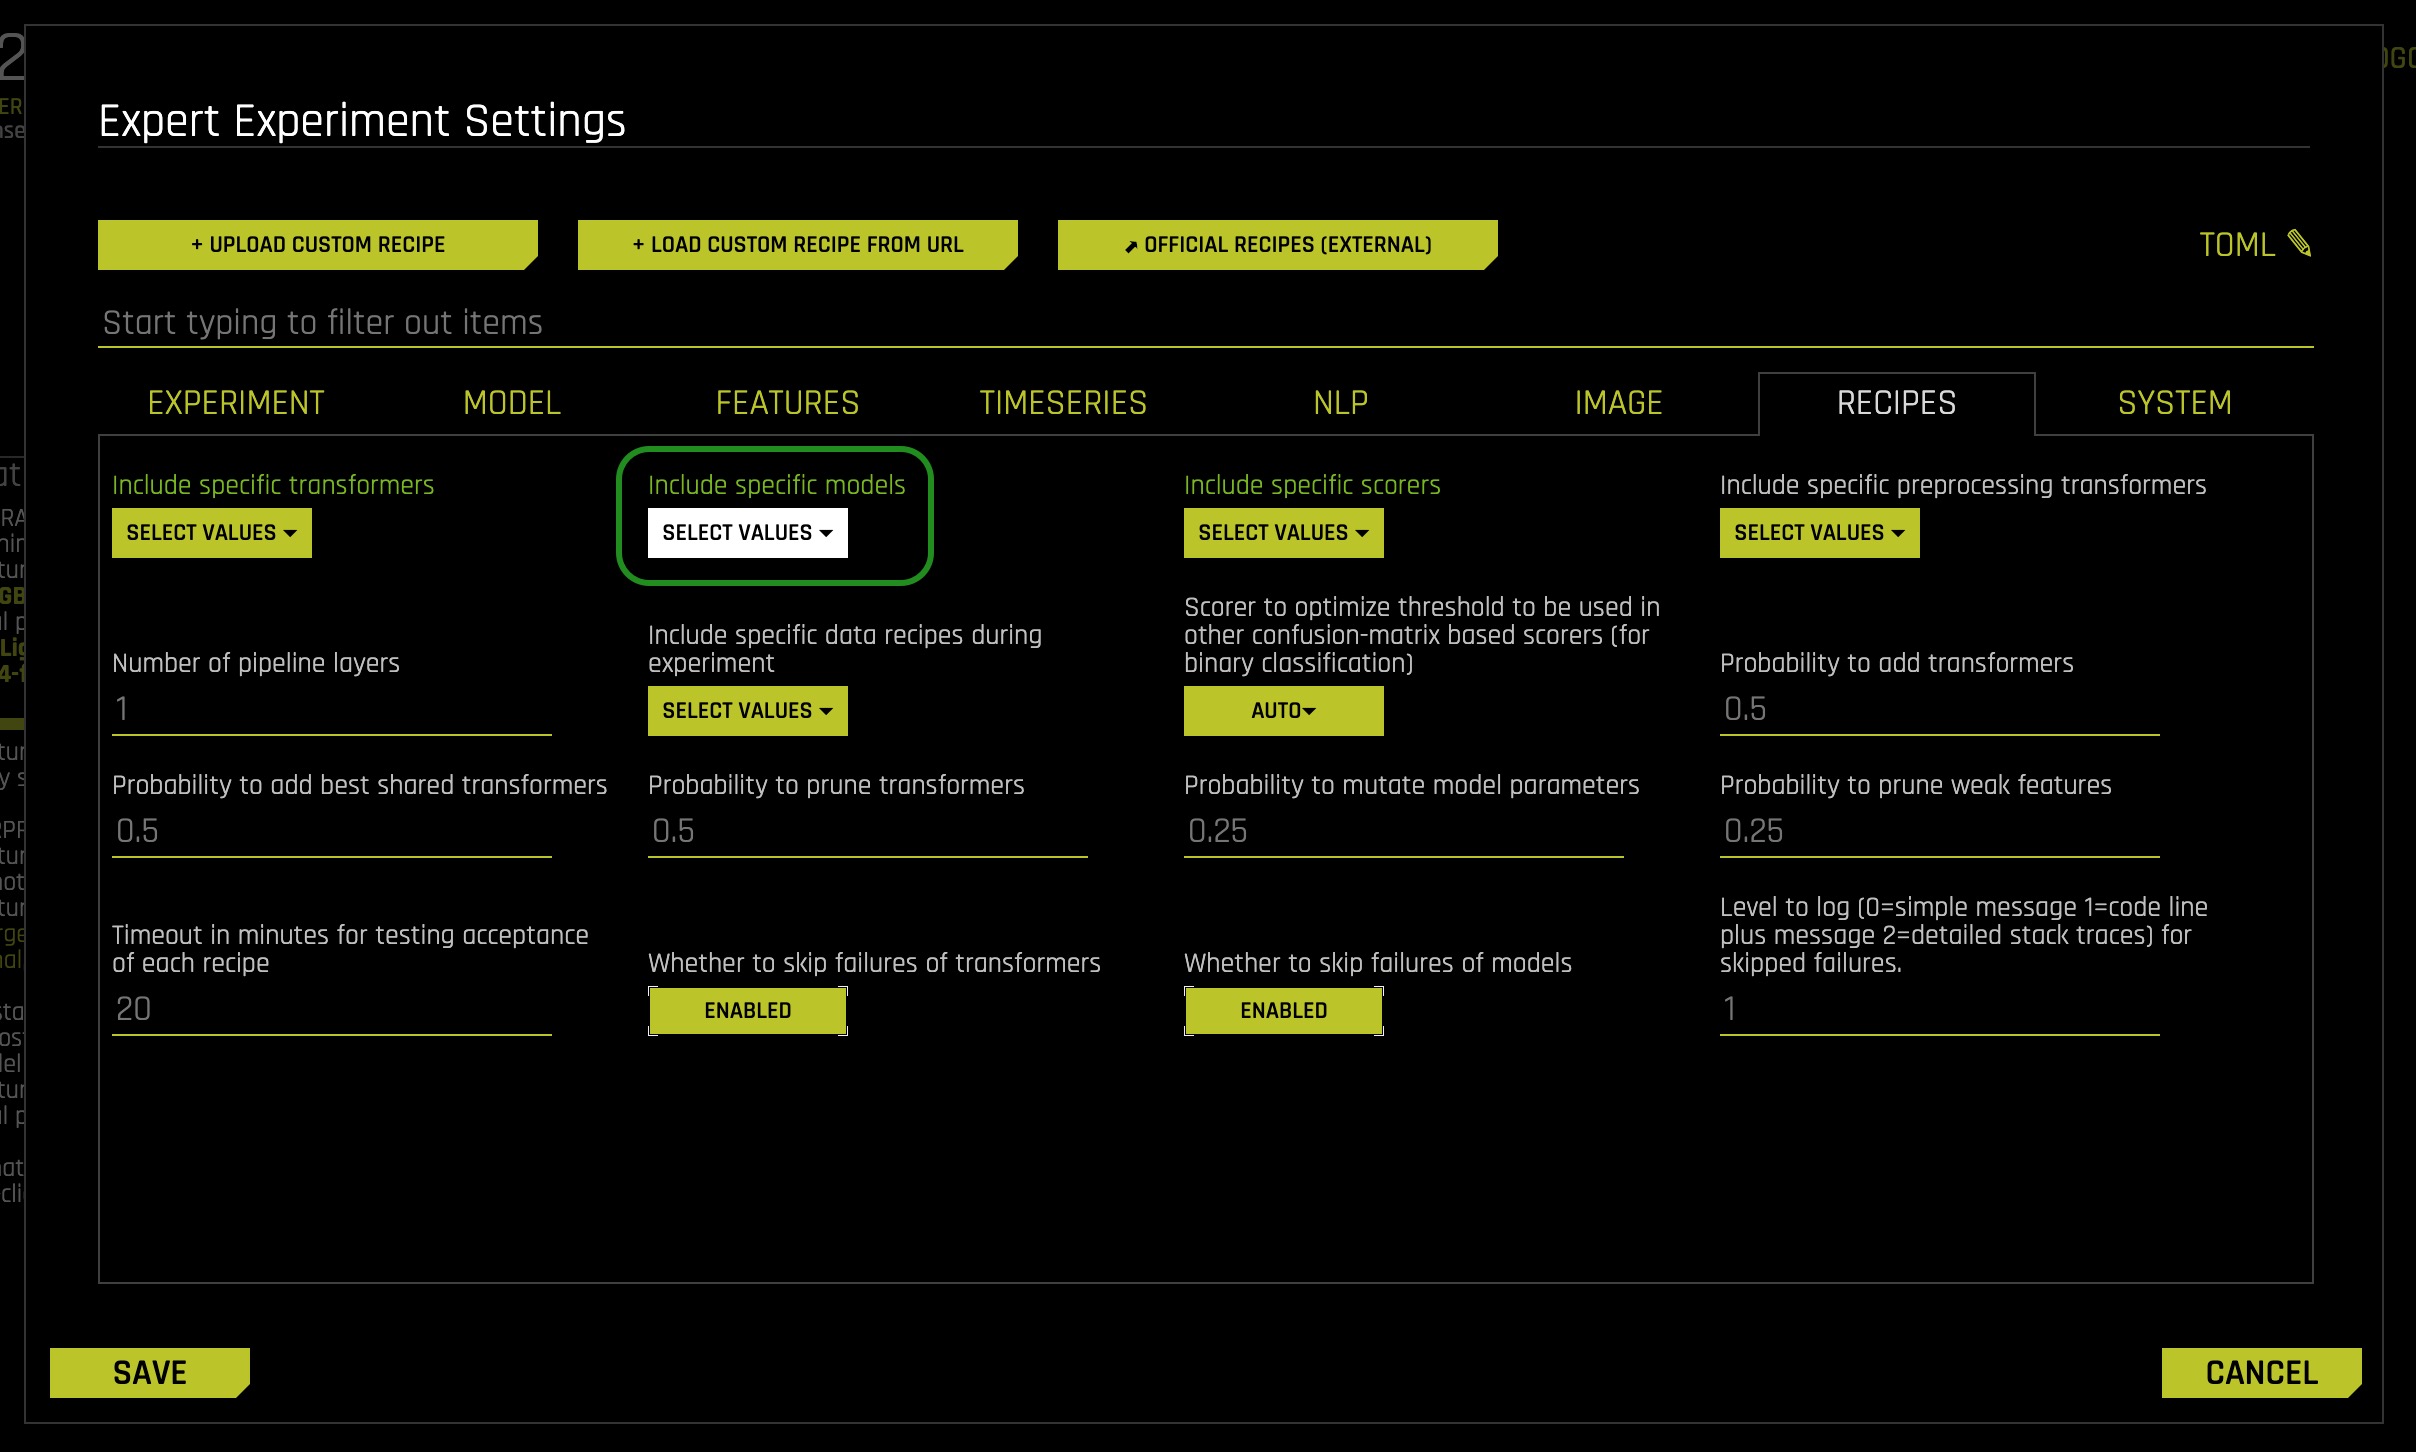 Expert Experiment Settings
+ UPLOAD CUSTOM RECIPE
+ LOAD CUSTOM RECIPE FROM URL
OFFICIAL RECIPES (EXTERNAL)
TOML
Start typing to filter out items
EXPERIMENT
MODEL
FEATURES
TIMESERIES
NLP
IMAGE
RECIPES
SYSTEM
Include specific transformers
SELECT VALUES
Include specific models
SELECT VALUES
Include specific scorers
SELECT VALUES
Include specific preprocessing transformers
SELECT VALUES
Number of pipeline layers
1
Include specific data recipes during
experiment
SELECT VALUES
Scorer to optimize threshold to be used in
other confusion-matrix based scorers (for
binary classification)
AUTO
Probability to add transformers
0.5
Probability to add best shared transformers
0.5
Probability to prune transformers
0.5
Probability to mutate model parameters
0.25
Probability to prune weak features
0.25
Timeout in minutes for testing acceptance
of each recipe
20
Whether to skip failures of transformers
ENABLED
Whether to skip failures of models
ENABLED
Level to log (0=simple message 1=code line
plus message 2=detailed stack traces) for
skipped failures.
1
SAVE
CANCEL